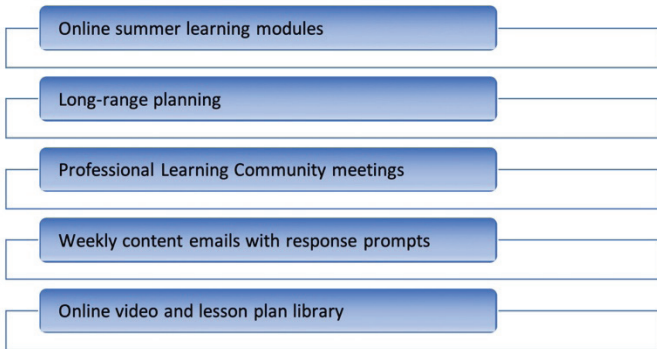 Online summer learning modules
Long-range planning
Professional Learning Community meetings
Weekly content emails with response prompts
Online video and lesson plan library